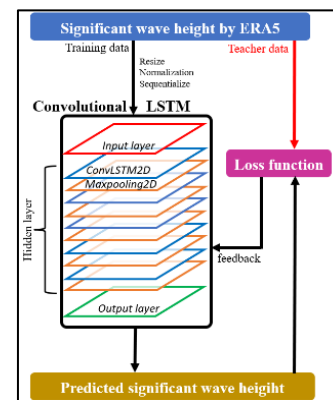 Significant wave height by ERA5
Training data
Teacher data
Resize
Normalization
Sequentialize
Convolutional LSTM
Input layer
ConvLSTM2D
Maxpooling2D
Hidden layer
Loss function
feedback
Output layer
Predicted significant wave heigiht